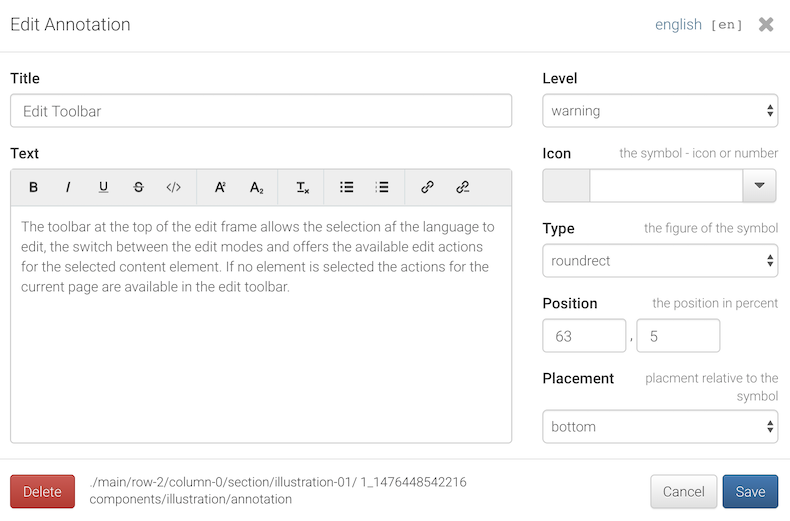 Edit Annotation
english [en]
Title
Edit Toolbar
Text
B I U S </> A² A₂ Tx
The toolbar at the top of the edit frame allows the selection af the language to
edit, the switch between the edit modes and offers the available edit actions
for the selected content element. If no element is selected the actions for the
current page are available in the edit toolbar.
Level
warning
Icon the symbol - icon or number
Type the figure of the symbol
roundrect
Position the position in percent
63 , 5
Placement placment relative to the
symbol
bottom
Delete
./main/row-2/column-0/section/illustration-01/ 1_1476448542216
components/illustration/annotation
Cancel
Save